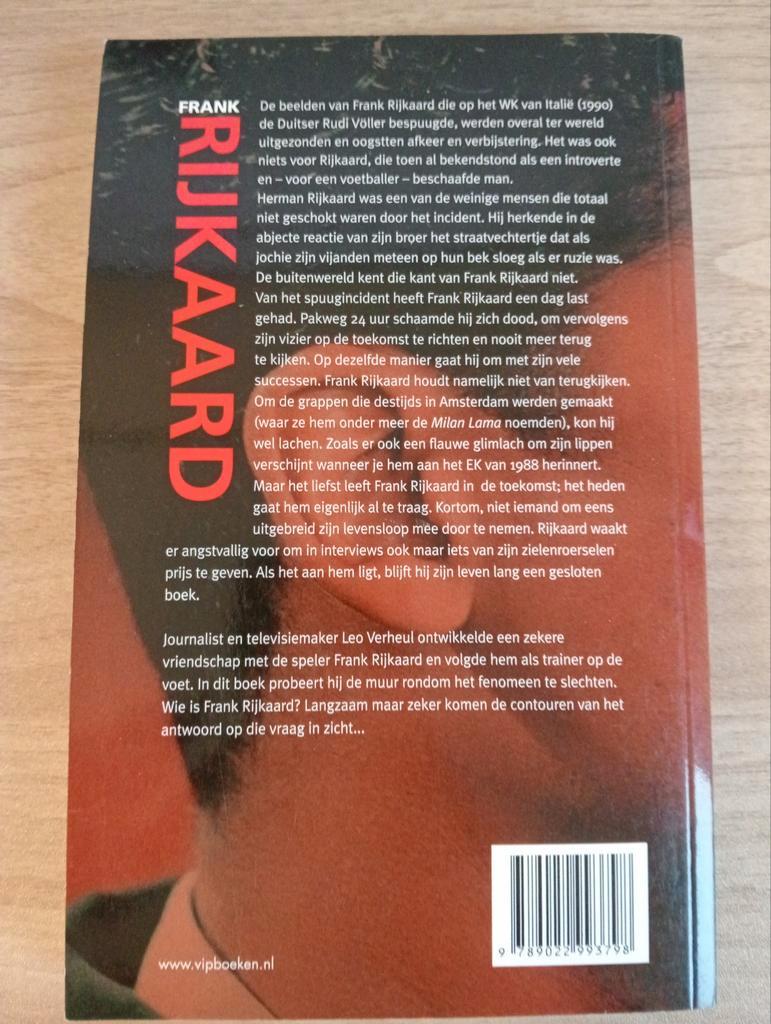 FRANK
RIJKAARD
De beelden van Frank Rijkaard die op het WK van Italië (1990)
de Duitser Rudi Völler bespuugde, werden overal ter wereld
uitgezonden en oogstten afkeer en verbijstering. Het was ook
niets voor Rijkaard, die toen al bekendstond als een introverte
en – voor een voetballer – beschaafde man.
Herman Rijkaard was een van de weinige mensen die totaal
niet geschokt waren door het incident. Hij herkende in de
abjecte reactie van zijn broer het straatvechtertje dat als
jochie zijn vijanden meteen op hun bek sloeg als er ruzie was.
De buitenwereld kent die kant van Frank Rijkaard niet.
Van het spuugincident heeft Frank Rijkaard een dag last
gehad. Pakweg 24 uur schaamde hij zich dood, om vervolgens
zijn vizier op de toekomst te richten en nooit meer terug
te kijken. Op dezelfde manier gaat hij om met zijn vele
successen. Frank Rijkaard houdt namelijk niet van terugkijken.
Om de grappen die destijds in Amsterdam werden gemaakt
(waar ze hem onder meer de Milan Lama noemden), kon hij
wel lachen. Zoals er ook een flauwe glimlach om zijn lippen
verschijnt wanneer je hem aan het EK van 1988 herinnert.
Maar het liefst leeft Frank Rijkaard in de toekomst; het heden
gaat hem eigenlijk al te traag. Kortom, niet iemand om eens
uitgebreid zijn levensloop mee door te nemen. Rijkaard waakt
er angstvallig voor om in interviews ook maar iets van zijn zielenroerselen
prijs te geven. Als het aan hem ligt, blijft hij zijn leven lang een gesloten
boek.
Journalist en televisiemaker Leo Verheul ontwikkelde een zekere
vriendschap met de speler Frank Rijkaard en volgde hem als trainer op de
voet. In dit boek probeert hij de muur rondom het fenomeen te slechten.
Wie is Frank Rijkaard? Langzaam maar zeker komen de contouren van het
antwoord op die vraag in zicht...
9 789022 993798
www.vipboeken.nl